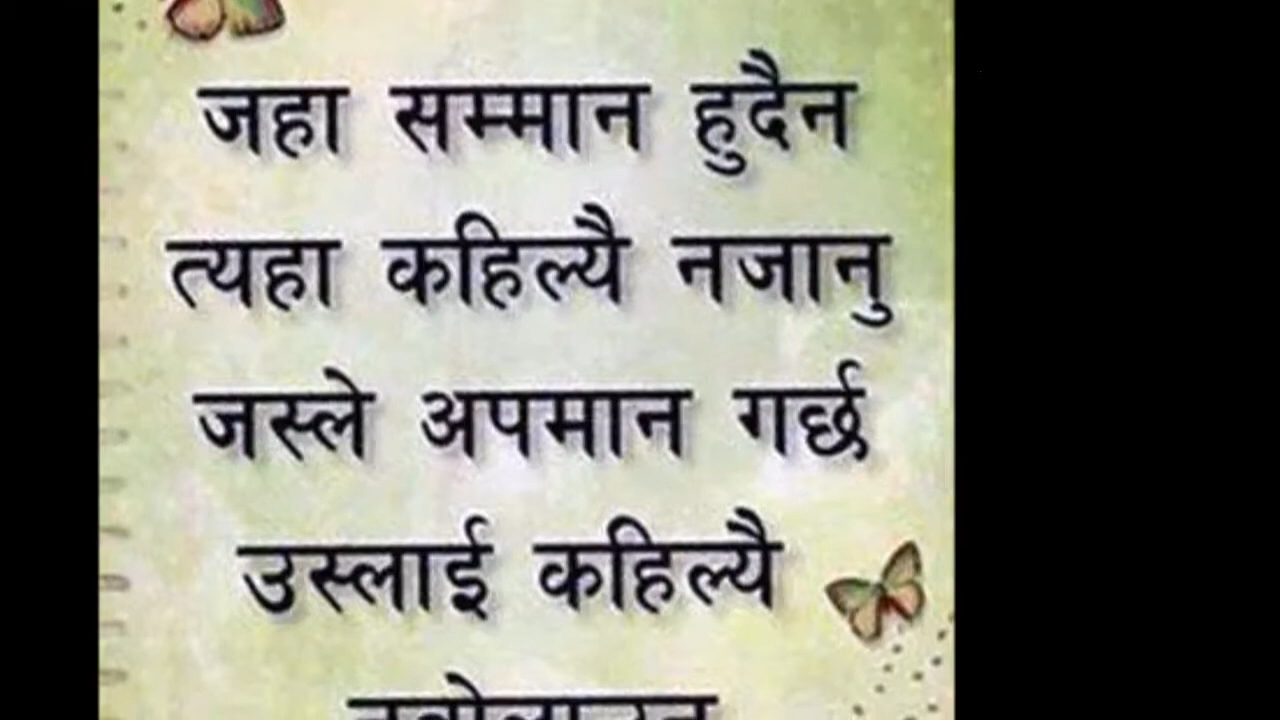 जहा सम्मान हुदैन
त्यहा कहिल्यै नजानु
जस्ले अपमान गर्छ
उस्लाई कहिल्यै